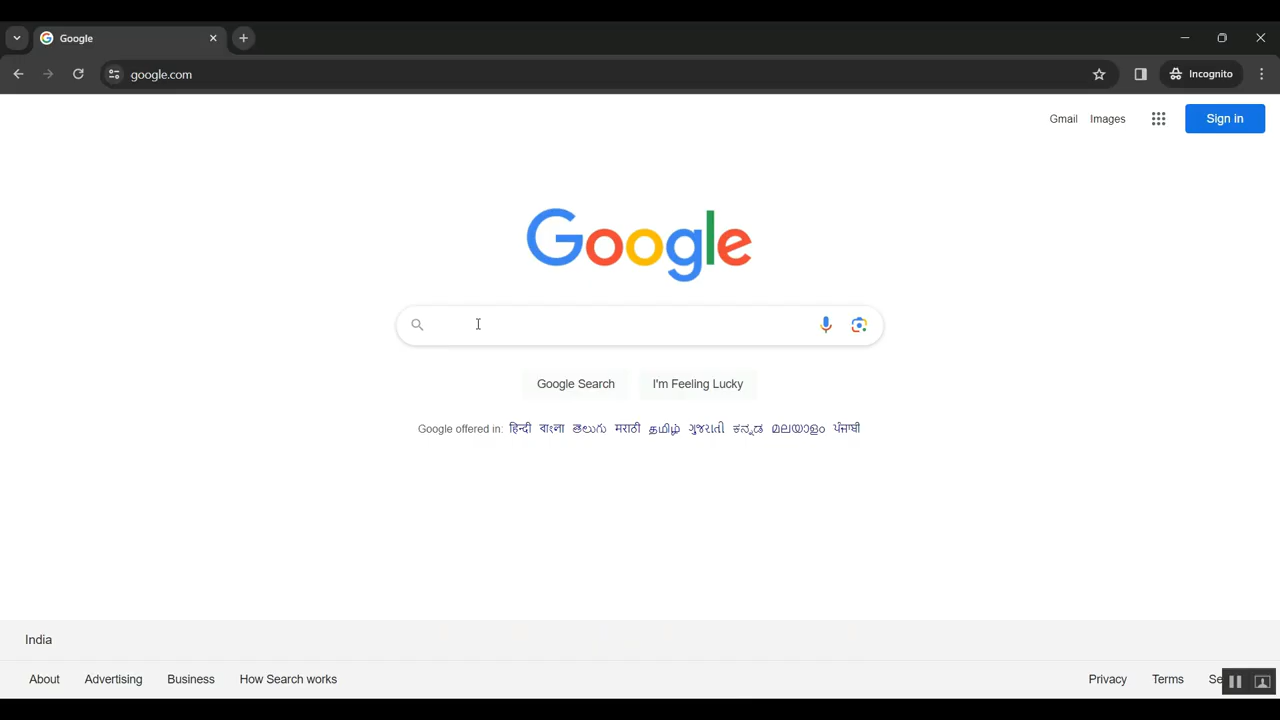 Google
google.com
Incognito
Gmail Images
Sign in
Google
Google Search I'm Feeling Lucky
Google offered in: हिन्दी বাংলা తెలుగు मराठी தமிழ் ગુજરાતી ಕನ್ನಡ മലയാളം ਪੰਜਾਬੀ
India
About Advertising Business How Search works Privacy Terms